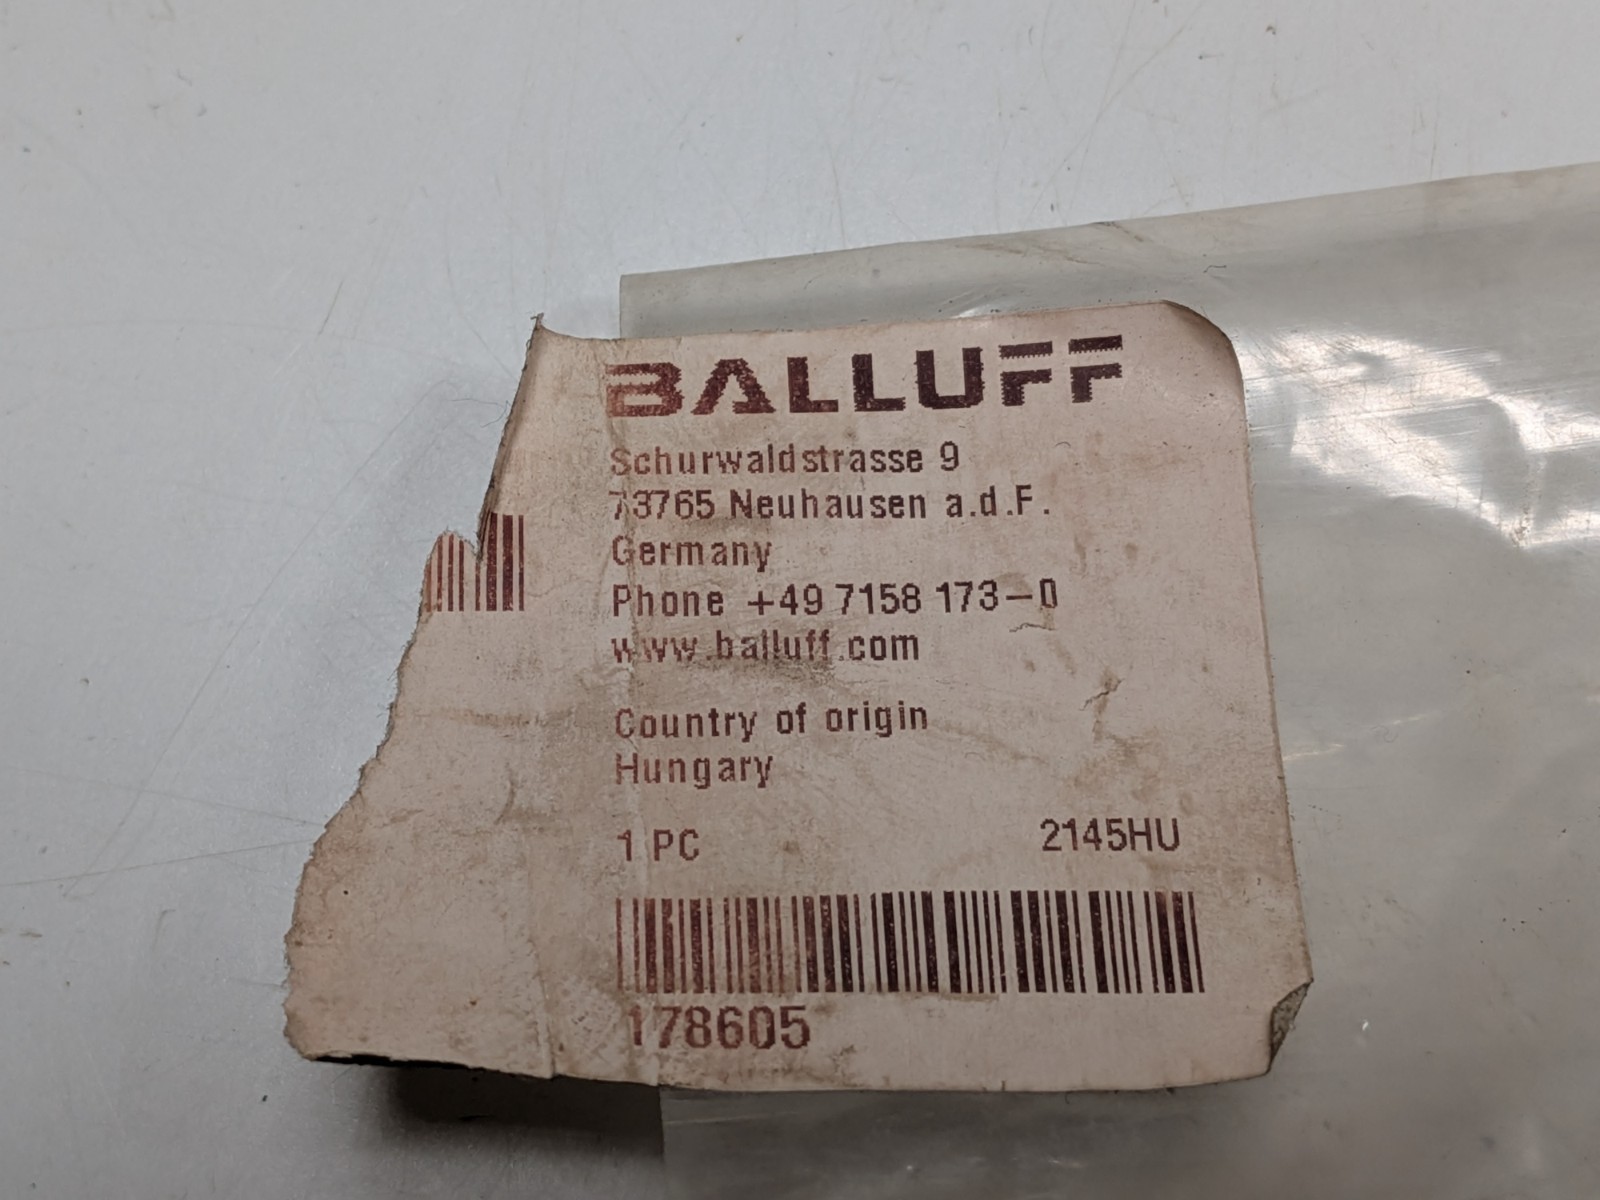 BALLUFF
Schurwaldstrasse 9
73765 Neuhausen a.d.F.
Germany
Phone +49 7158 173-0
www.balluff.com
Country of origin
Hungary
1 PC 2145HU
178605